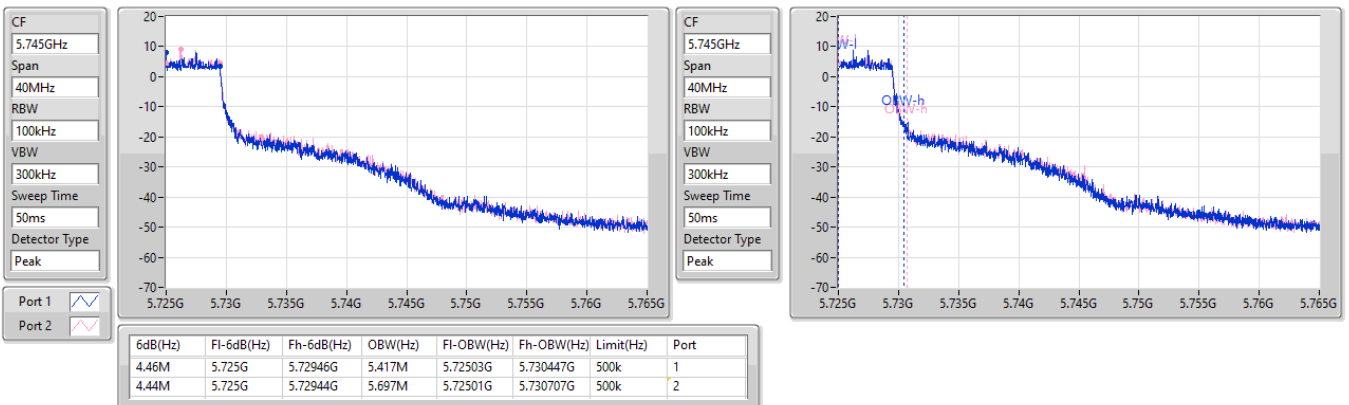 CF
5.745GHz
Span
40MHz
RBW
100kHz
VBW
300kHz
Sweep Time
50ms
Detector Type
Peak
Port 1
Port 2
20
10
0
-10
-20
-30
-40
-50
-60
-70
5.725G 5.73G 5.735G 5.74G 5.745G 5.75G 5.755G 5.76G 5.765G
CF
5.745GHz
Span
40MHz
RBW
100kHz
VBW
300kHz
Sweep Time
50ms
Detector Type
Peak
20
10
0
-10
-20
-30
-40
-50
-60
-70
W-l
OBW-h
OBW-h
5.725G 5.73G 5.735G 5.74G 5.745G 5.75G 5.755G 5.76G 5.765G
6dB(Hz) Fl-6dB(Hz) Fh-6dB(Hz) OBW(Hz) Fl-OBW(Hz) Fh-OBW(Hz) Limit(Hz) Port
4.46M 5.725G 5.72946G 5.417M 5.72503G 5.730447G 500k 1
4.44M 5.725G 5.72944G 5.697M 5.72501G 5.730707G 500k 2